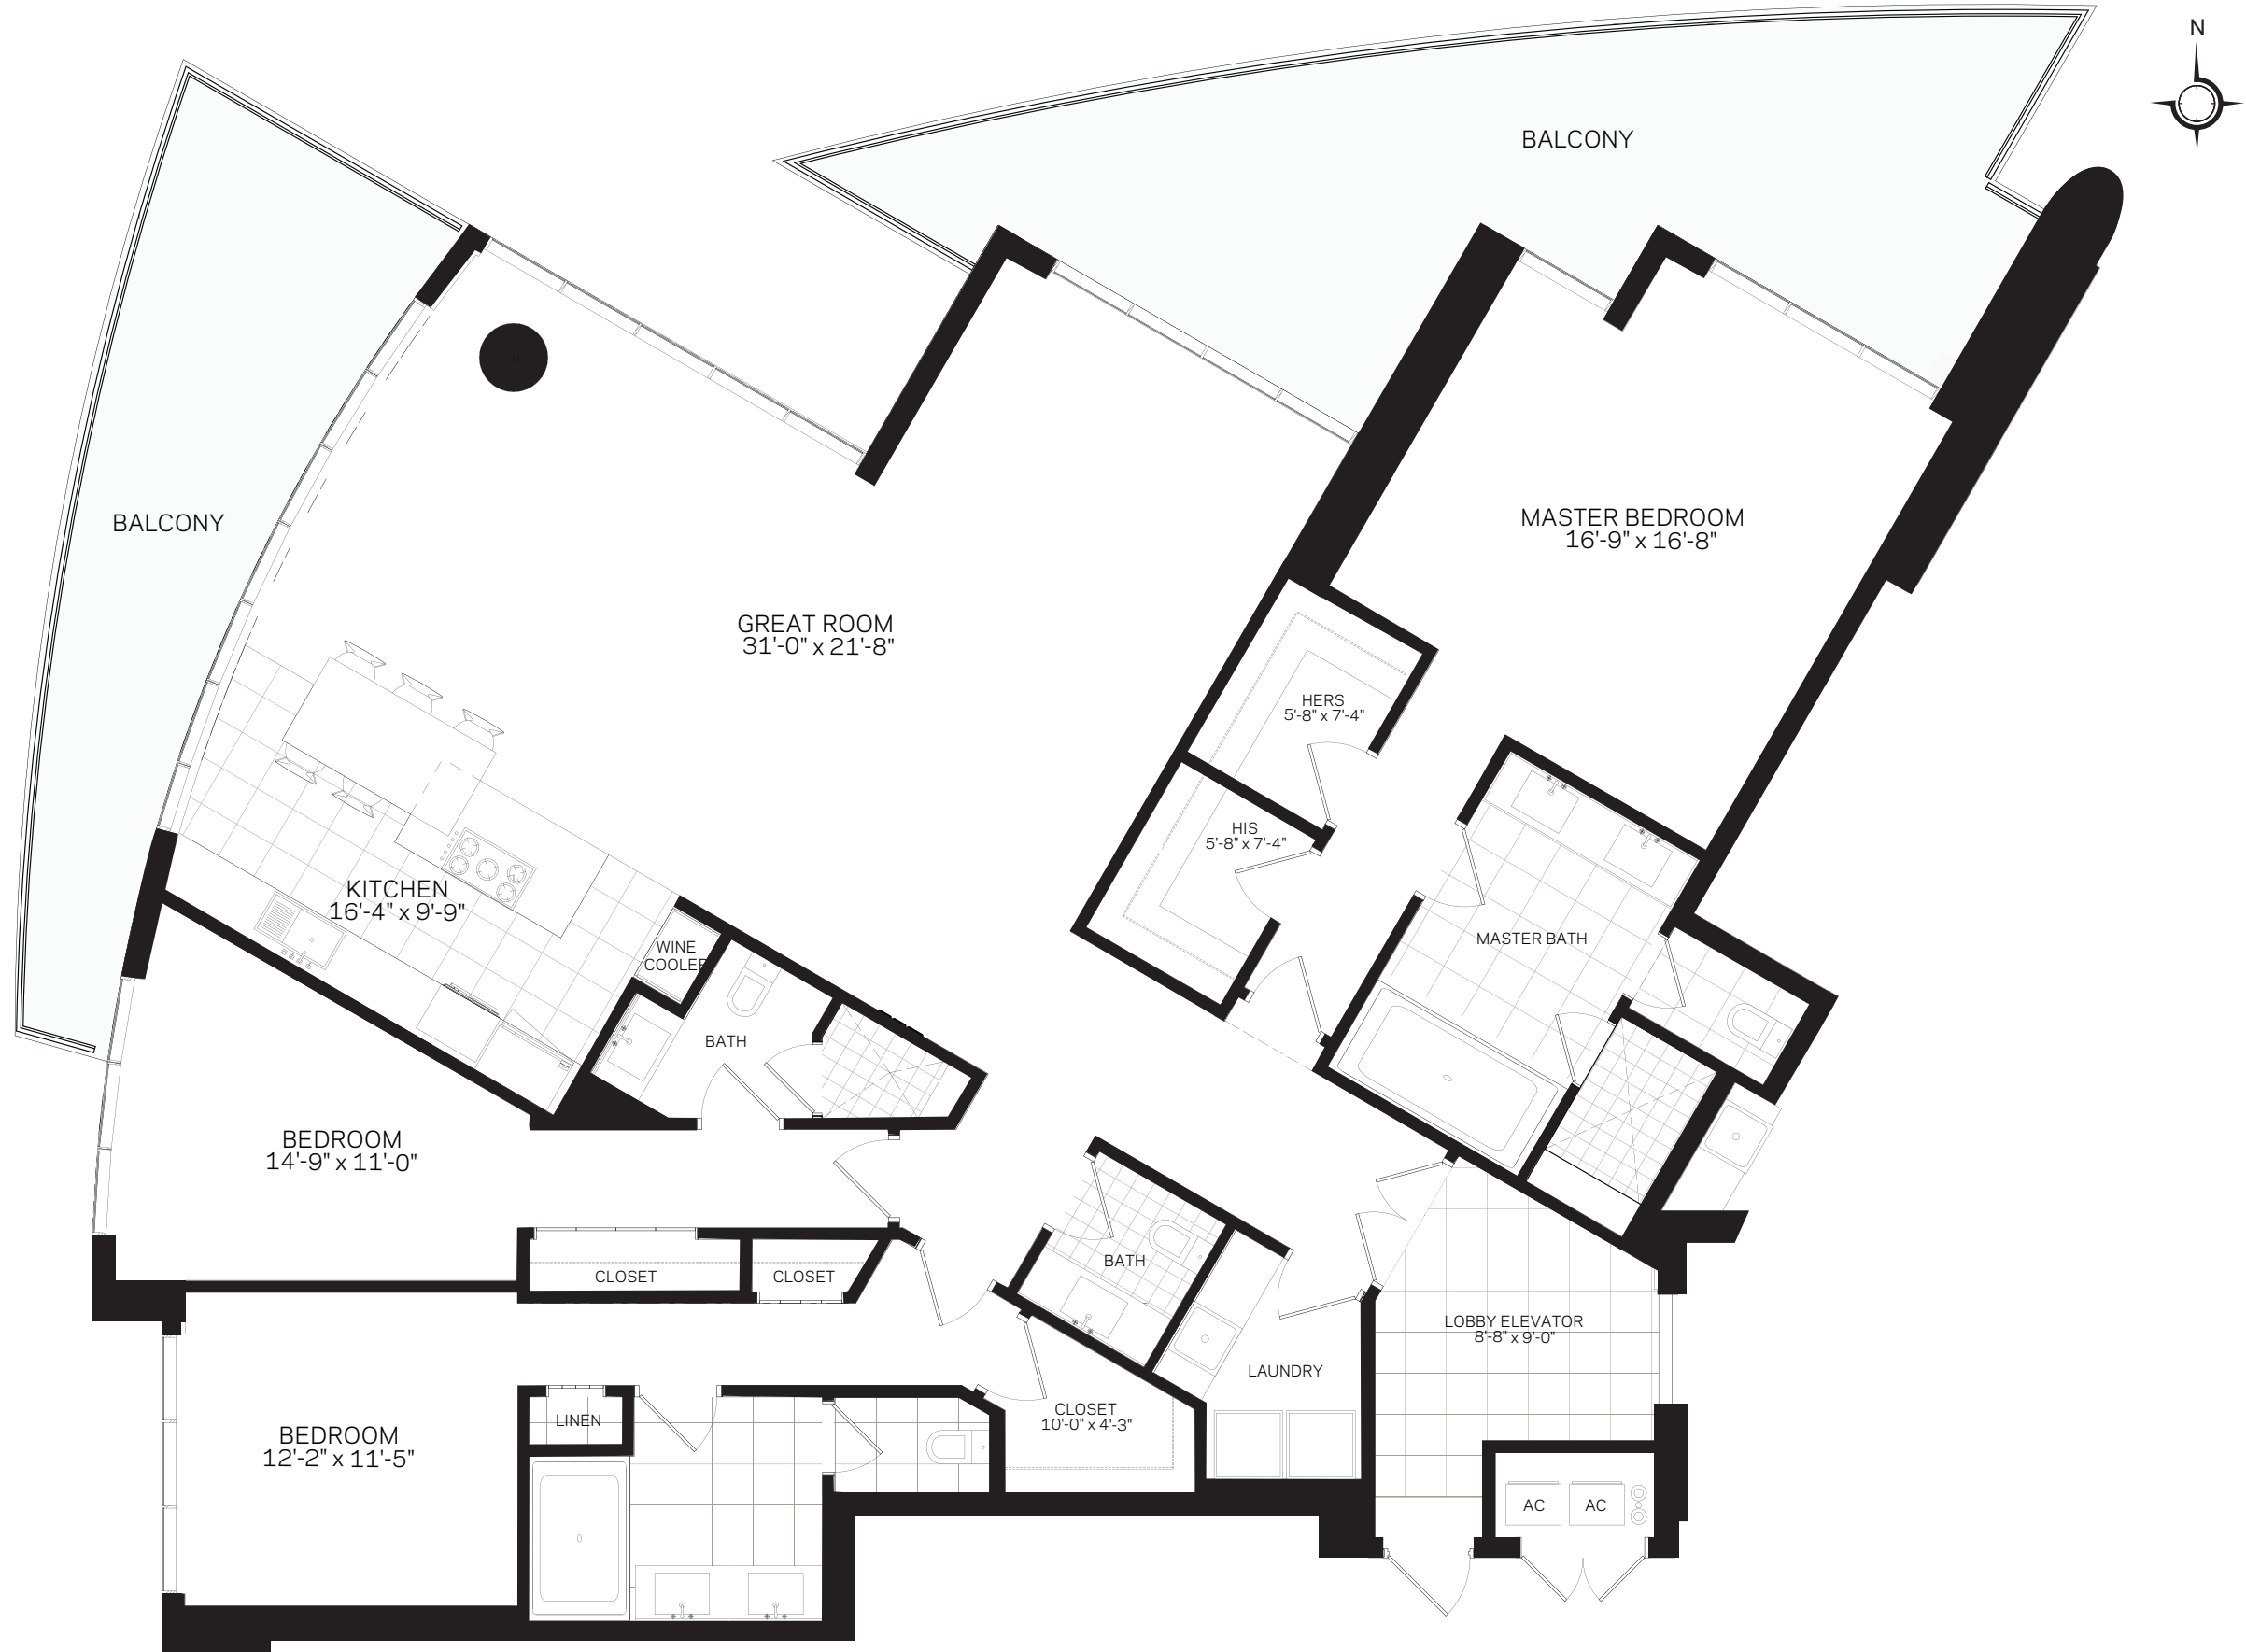 N
BALCONY
BALCONY
MASTER BEDROOM
16'-9" x 16'-8"
GREAT ROOM
31'-0" x 21'-8"
HERS
5'-8" x 7'-4"
HIS
5'-8" x 7'-4"
KITCHEN
16'-4" x 9'-9"
WINE
COOLER
MASTER BATH
BATH
BEDROOM
14'-9" x 11'-0"
BATH
CLOSET
CLOSET
LOBBY ELEVATOR
8'-8" x 9'-0"
LAUNDRY
CLOSET
10'-0" x 4'-3"
LINEN
BEDROOM
12'-2" x 11'-5"
AC
AC